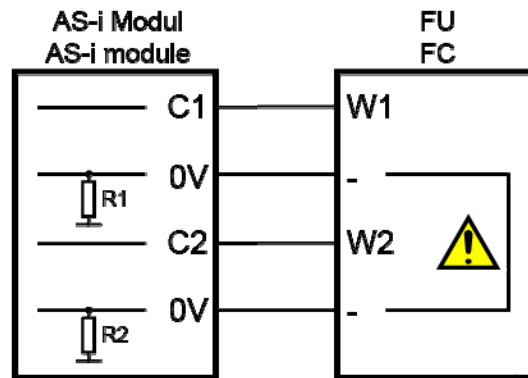 AS-i Modul FU
AS-i module FC
C1 W1
0V -
R1
C2 W2
0V -
R2